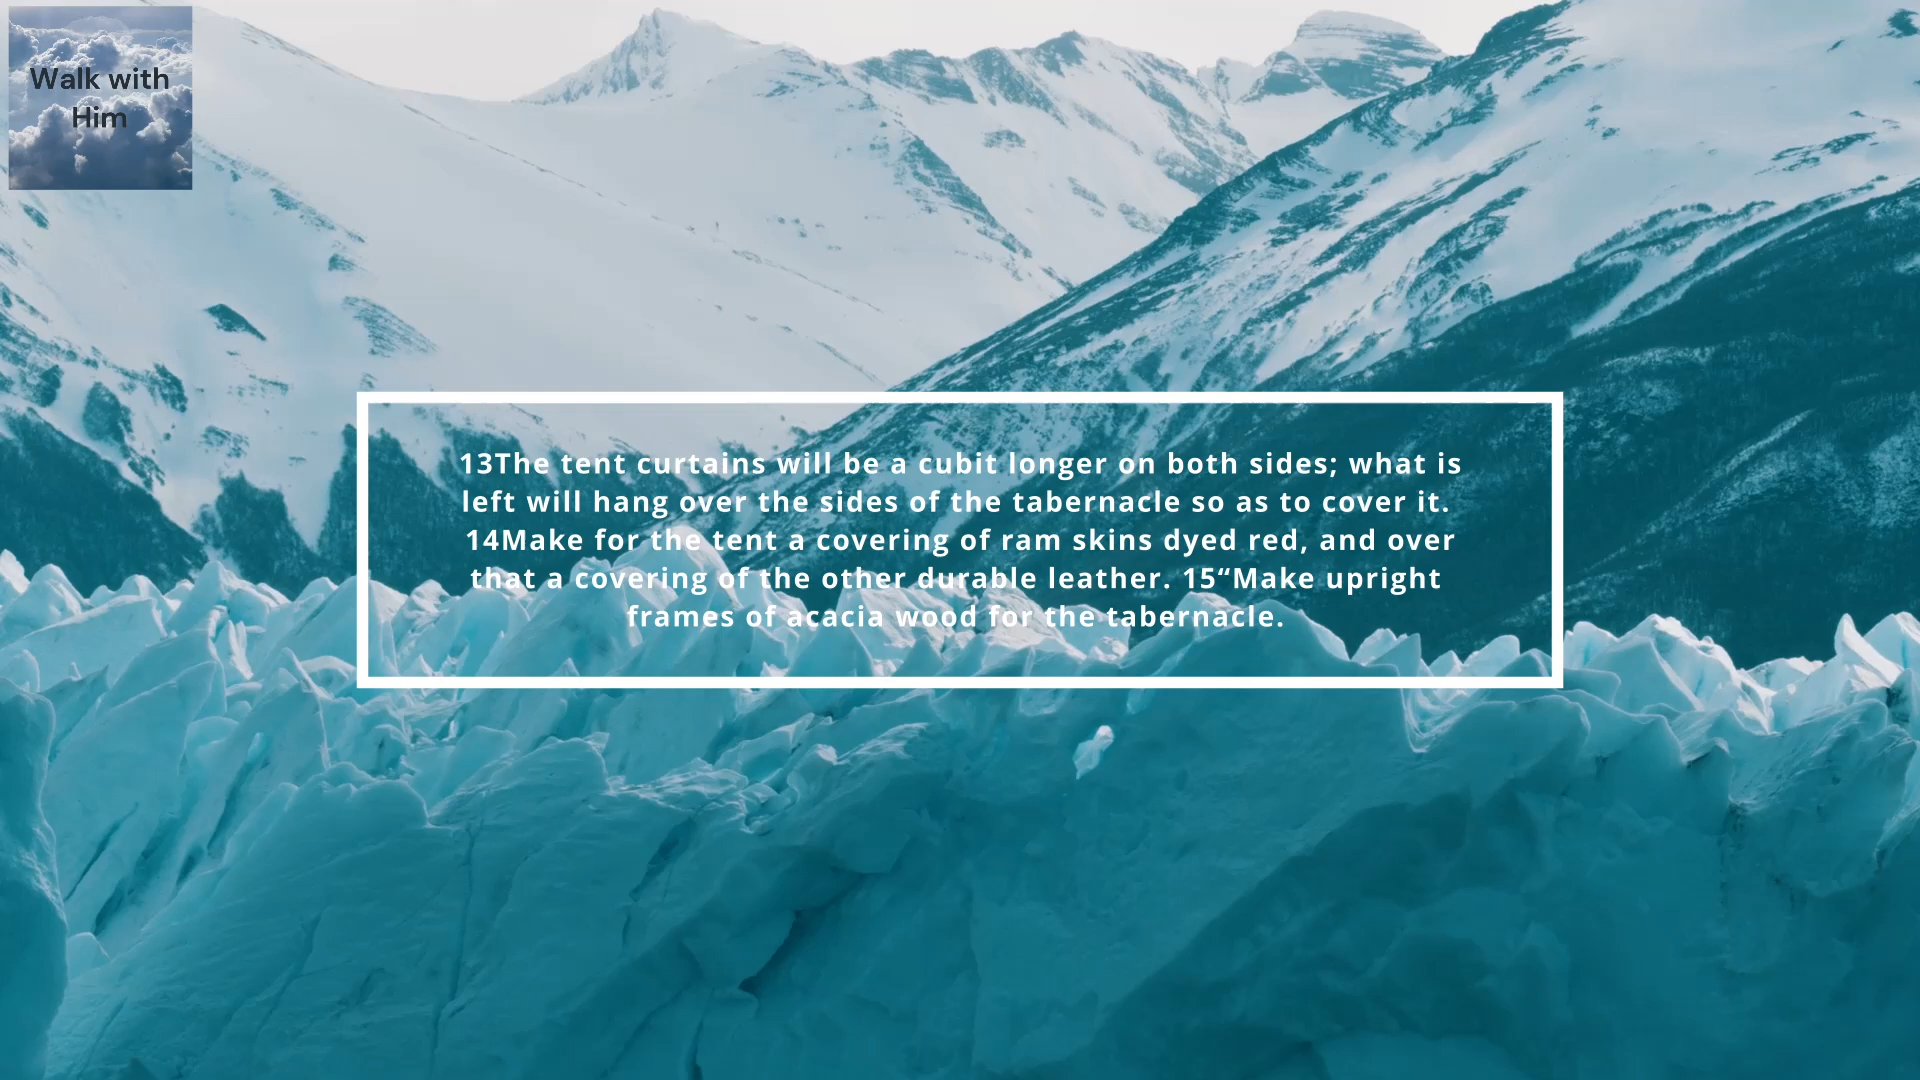 Walk with
Him
13The tent curtains will be a cubit longer on both sides; what is
left will hang over the sides of the tabernacle so as to cover it.
14Make for the tent a covering of ram skins dyed red, and over
that a covering of the other durable leather. 15“Make upright
frames of acacia wood for the tabernacle.